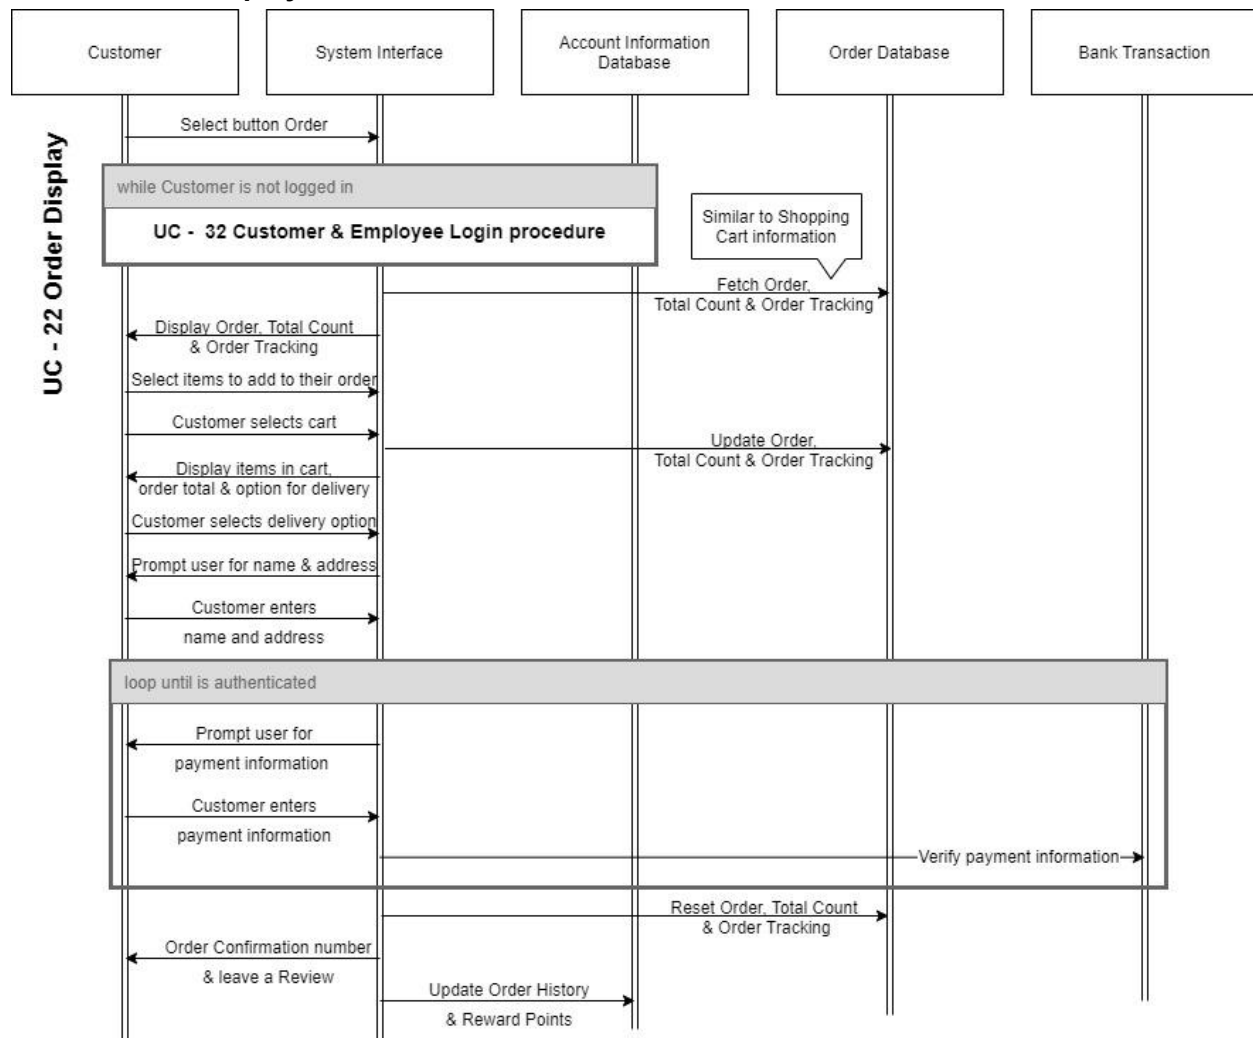 Customer
System Interface
Account Information
Database
Order Database
Bank Transaction
UC - 22 Order Display
Select button Order
while Customer is not logged in
UC - 32 Customer & Employee Login procedure
Similar to Shopping
Cart information
Fetch Order,
Total Count & Order Tracking
Display Order, Total Count
& Order Tracking
Select items to add to their order
Customer selects cart
Update Order,
Total Count & Order Tracking
Display items in cart,
order total & option for delivery
Customer selects delivery option
Prompt user for name & address
Customer enters
name and address
loop until is authenticated
Prompt user for
payment information
Customer enters
payment information
Verify payment information
Reset Order, Total Count
& Order Tracking
Order Confirmation number
& leave a Review
Update Order History
& Reward Points